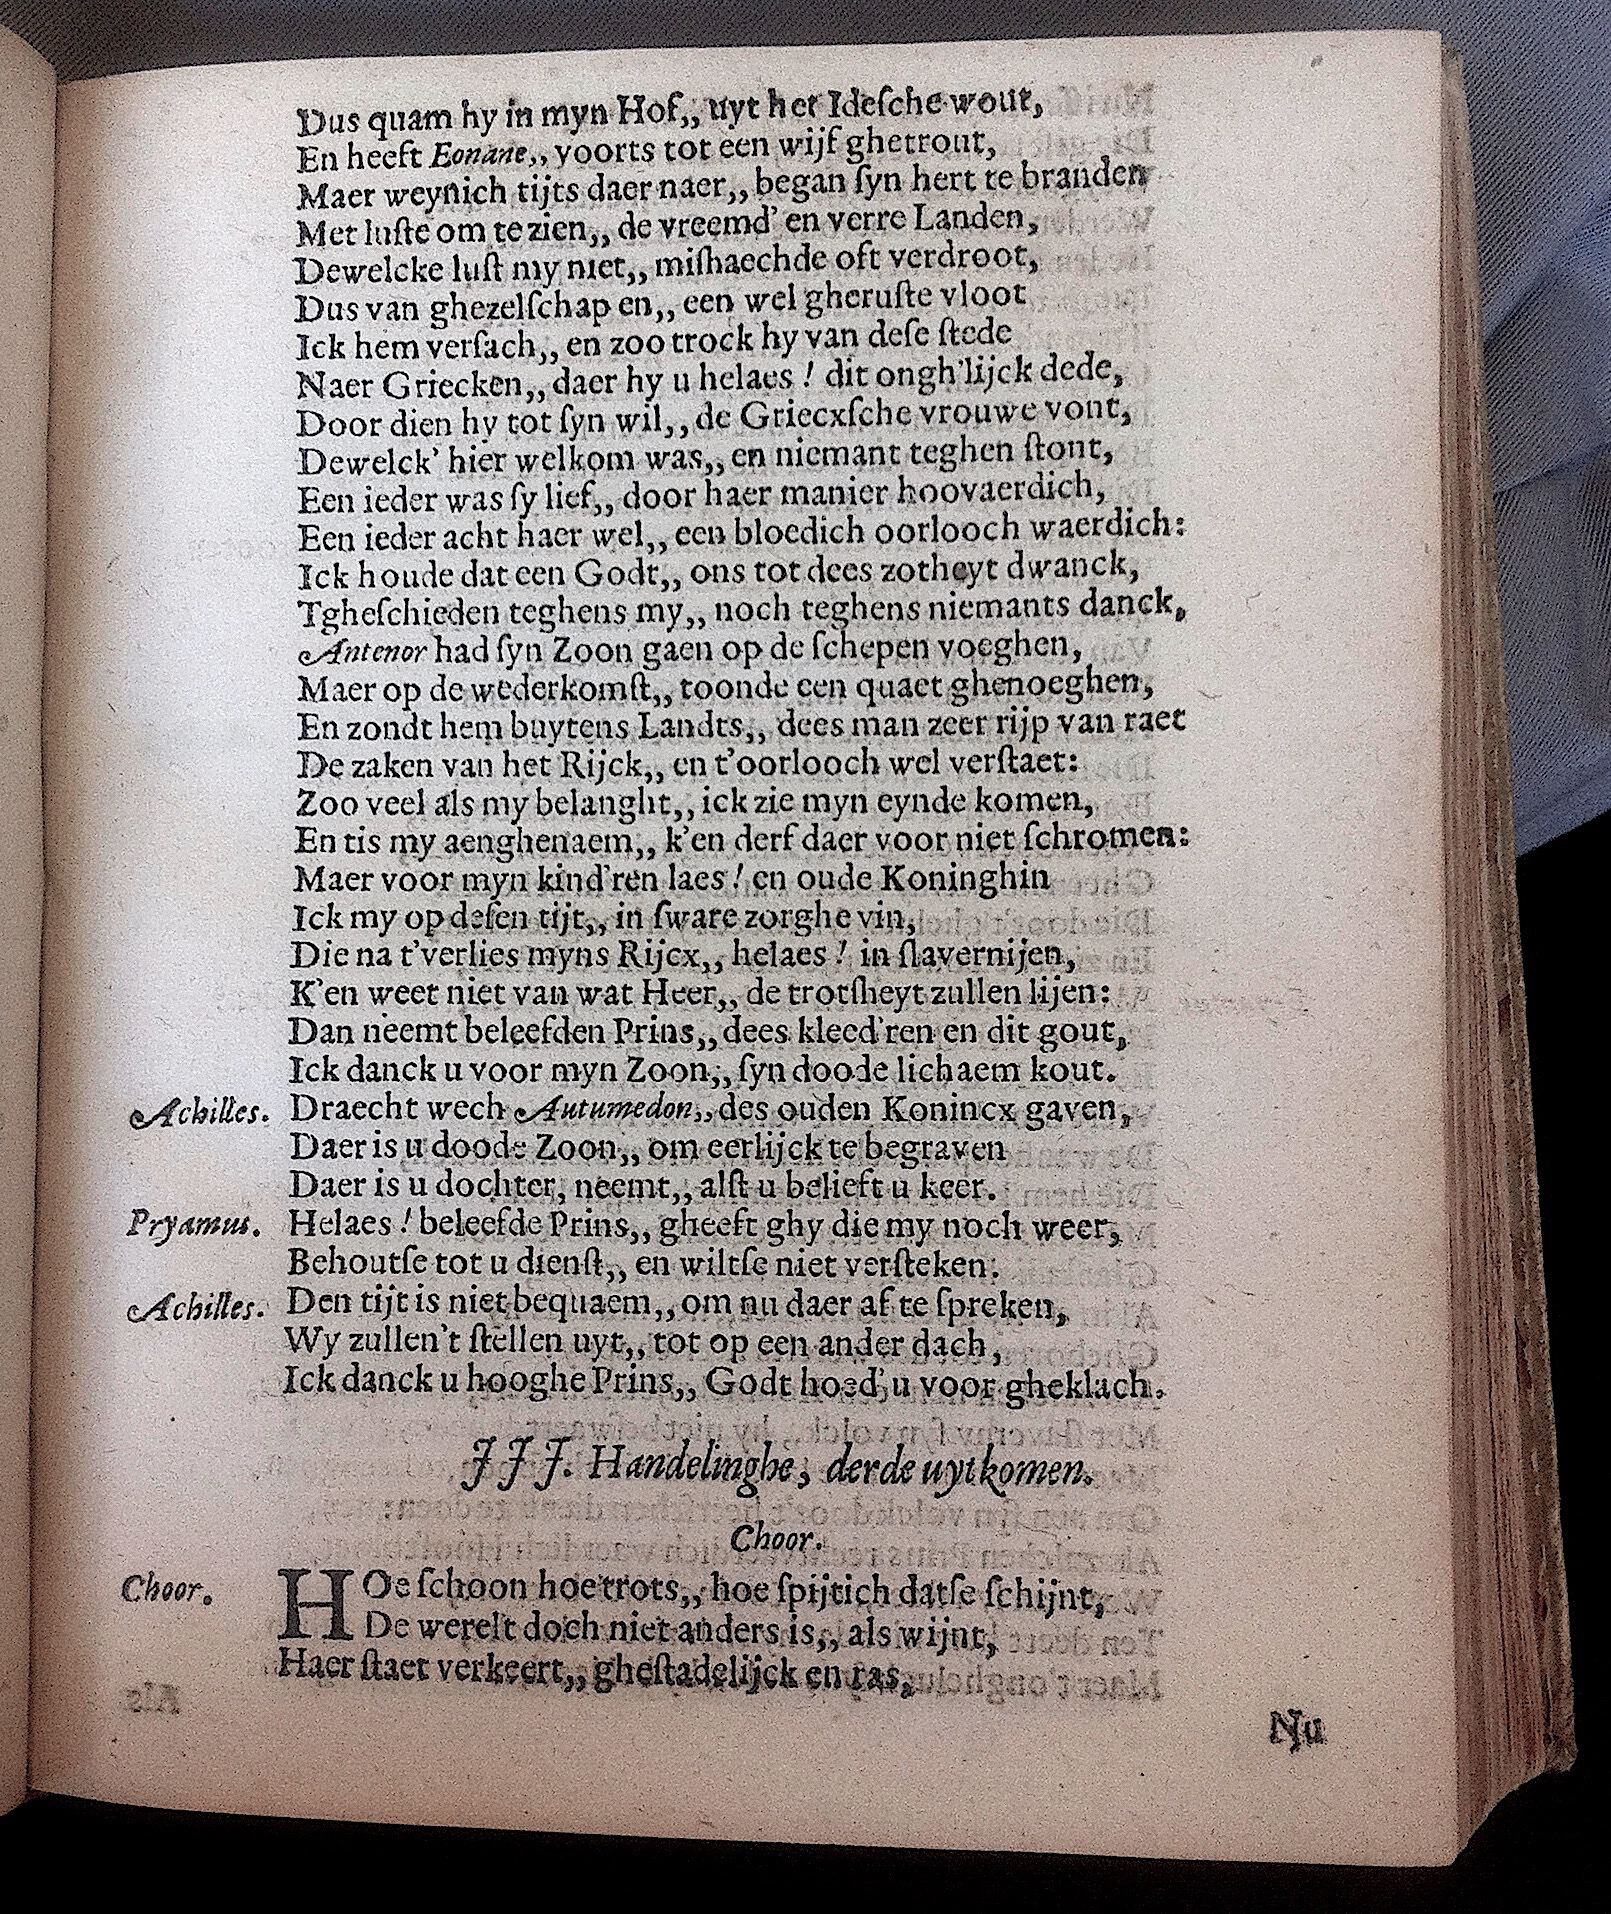 Dus quam hy in myn Hof,, uyt het Ideſche wout,
En heeft Eonane,, voorts tot een wijf ghetrout,
Maer weynich tijts daer naer,, began ſyn hert te branden
Met luſte om te zien,, de vreemd' en verre Landen,
Dewelcke luſt my niet,, miſhaechde oft verdroot,
Dus van ghezelſchap en,, een wel gheruſte vloot
Ick hem verſach,, en zoo trock hy van deſe ſtede
Naer Griecken,, daer hy u helaes! dit ongh'lijck dede,
Door dien hy tot ſyn wil,, de Griecxſche vrouwe vont,
Dewelck' hier welkom was,, en niemant teghen ſtont,
Een ieder was ſy lief,, door haer manier hoovaerdich,
Een ieder acht haer wel,, een bloedich oorlooch waerdich:
Ick houde dat een Godt,, ons tot dees zotheyt dwanck,
Tgheſchieden teghens my,, noch teghens niemants danck,
Antenor had ſyn Zoon gaen op de ſchepen voeghen,
Maer op de wederkomſt,, toonde een quaet ghenoeghen,
En zondt hem buytens Landts,, dees man zeer rijp van raet
De zaken van het Rijck,, en t'oorlooch wel verſtaet:
Zoo veel als my belanght,, ick zie myn eynde komen,
En tis my aenghenaem,, k'en derf daer voor niet ſchromen:
Maer voor myn kind'ren laes! en oude Koninghin
Ick my op deſen tijt,, in ſware zorghe vin,
Die na t'verlies myns Rijcx,, helaes! in ſlavernijen,
K'en weet niet van wat Heer,, de trotſheyt zullen lijen:
Dan neemt beleefden Prins,, dees kleed'ren en dit gout,
Ick danck u voor myn Zoon,, ſyn doode lichaem kout.
Achilles. Draecht wech Autumedon,, des ouden Konincx gaven,
Daer is u doode Zoon,, om eerlijck te begraven
Daer is u dochter, neemt,, alſt u belieft u keer.
Pryamus. Helaes! beleefde Prins,, gheeft ghy die my noch weer,
Behoutſe tot u dienſt,, en wiltſe niet verſteken.
Achilles. Den tijt is niet bequaem,, om nu daer af te ſpreken,
Wy zullen't ſtellen uyt,, tot op een ander dach,
Ick danck u hooghe Prins,, Godt hoed' u voor gheklach.
JJJ. Handelinghe, derde uytkomen.
Choor.
Choor. HOe ſchoon hoe trots,, hoe ſpijtich datſe ſchijnt,
De werelt doch niet anders is,, als wijnt,
Haer ſtaet verkeert,, gheſtadelijck en ras,
Nu